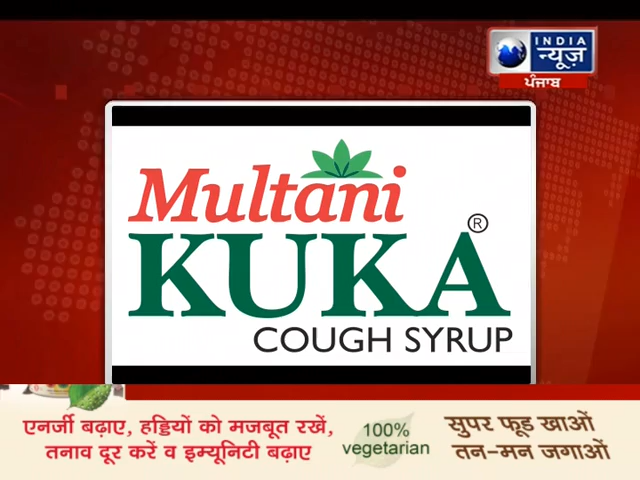 INDIA
न्यूज़
ਪੰਜਾਬ
Multani
KUKA®
COUGH SYRUP
एनर्जी बढ़ाए, हड्डियों को मजबूत रखें,
तनाव दूर करें व इम्यूनिटी बढ़ाए
100%
vegetarian
सुपर फूड खाओं
तन-मन जगाओं